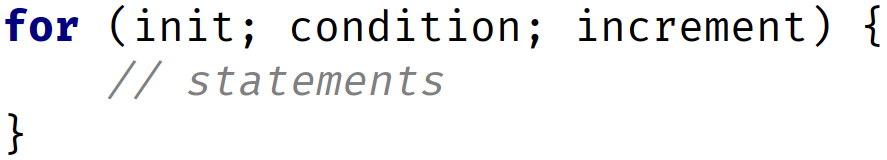 for (init; condition; increment) {
    // statements
}